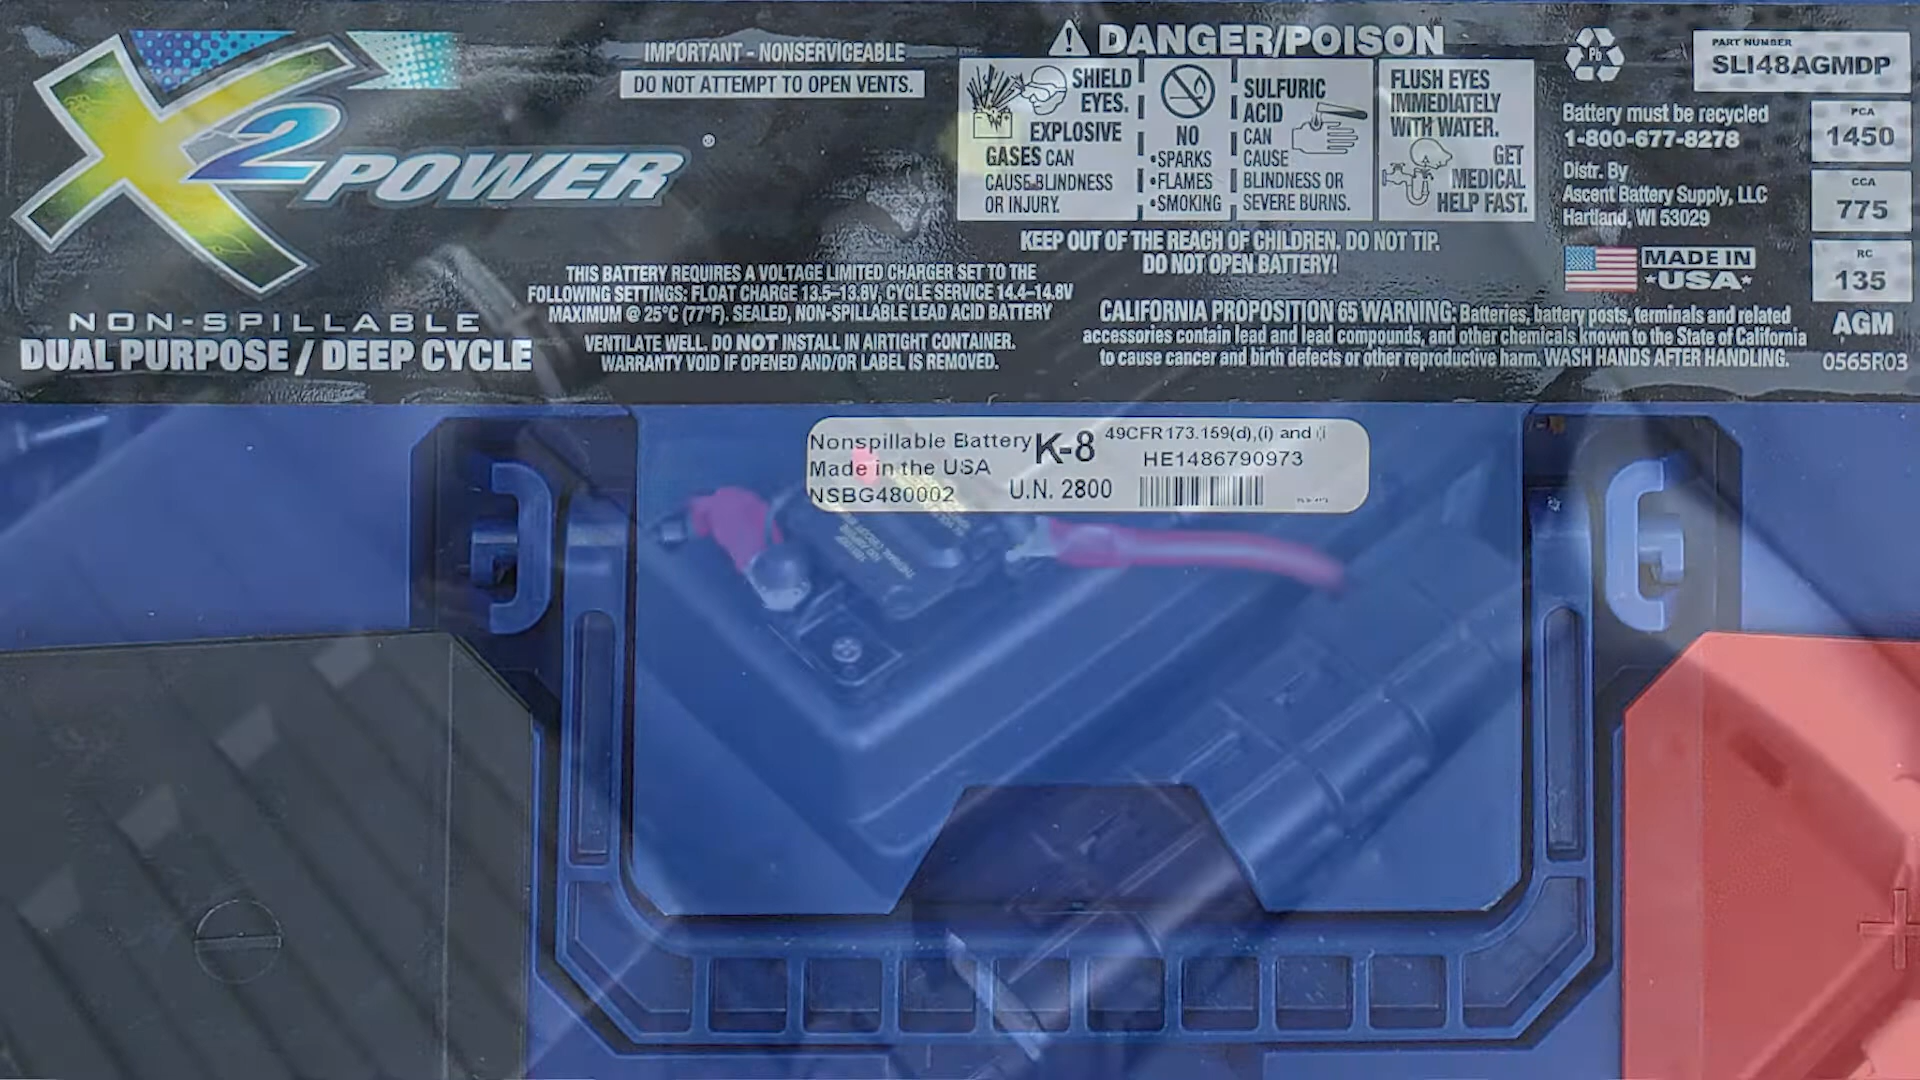 X2POWER®
NON-SPILLABLE
DUAL PURPOSE / DEEP CYCLE
IMPORTANT - NONSERVICEABLE
DO NOT ATTEMPT TO OPEN VENTS.
THIS BATTERY REQUIRES A VOLTAGE LIMITED CHARGER SET TO THE
FOLLOWING SETTINGS: FLOAT CHARGE 13.5–13.8V, CYCLE SERVICE 14.4–14.8V
MAXIMUM @ 25°C (77°F). SEALED, NON-SPILLABLE LEAD ACID BATTERY
VENTILATE WELL. DO NOT INSTALL IN AIRTIGHT CONTAINER.
WARRANTY VOID IF OPENED AND/OR LABEL IS REMOVED.
DANGER/POISON
SHIELD
EYES.
EXPLOSIVE
GASES CAN
CAUSE BLINDNESS
OR INJURY.
NO
•SPARKS
•FLAMES
•SMOKING
SULFURIC
ACID
CAN
CAUSE
BLINDNESS OR
SEVERE BURNS.
FLUSH EYES
IMMEDIATELY
WITH WATER.
GET
MEDICAL
HELP FAST.
KEEP OUT OF THE REACH OF CHILDREN. DO NOT TIP.
DO NOT OPEN BATTERY!
CALIFORNIA PROPOSITION 65 WARNING: Batteries, battery posts, terminals and related
accessories contain lead and lead compounds, and other chemicals known to the State of California
to cause cancer and birth defects or other reproductive harm. WASH HANDS AFTER HANDLING.
Pb
Battery must be recycled
1-800-677-8278
Distr. By
Ascent Battery Supply, LLC
Hartland, WI 53029
MADE IN
*USA*
PART NUMBER
SLI48AGMDP
PCA
1450
CCA
775
RC
135
AGM
0565R03
Nonspillable Battery
Made in the USA
NSBG480002
K-8
U.N. 2800
49CFR173.159(d),(i) and
HE1486790973